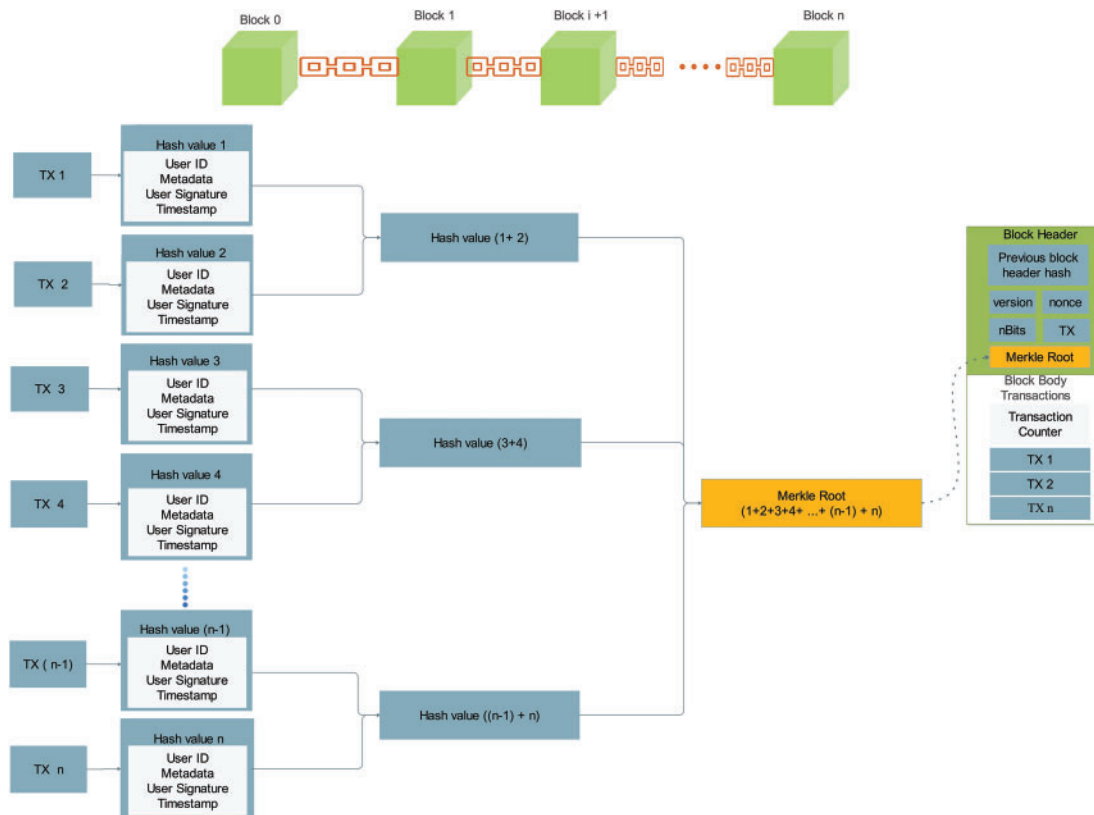 Block 0
Block 1
Block i +1
Block n
TX 1
Hash value 1
User ID
Metadata
User Signature
Timestamp
TX 2
Hash value 2
User ID
Metadata
User Signature
Timestamp
Hash value (1+ 2)
TX 3
Hash value 3
User ID
Metadata
User Signature
Timestamp
TX 4
Hash value 4
User ID
Metadata
User Signature
Timestamp
Hash value (3+4)
TX ( n-1)
Hash value (n-1)
User ID
Metadata
User Signature
Timestamp
TX n
Hash value n
User ID
Metadata
User Signature
Timestamp
Hash value ((n-1) + n)
Merkle Root
(1+2+3+4+ ...+ (n-1) + n)
Block Header
Previous block
header hash
version
nonce
nBits
TX
Merkle Root
Block Body
Transactions
Transaction
Counter
TX 1
TX 2
TX n